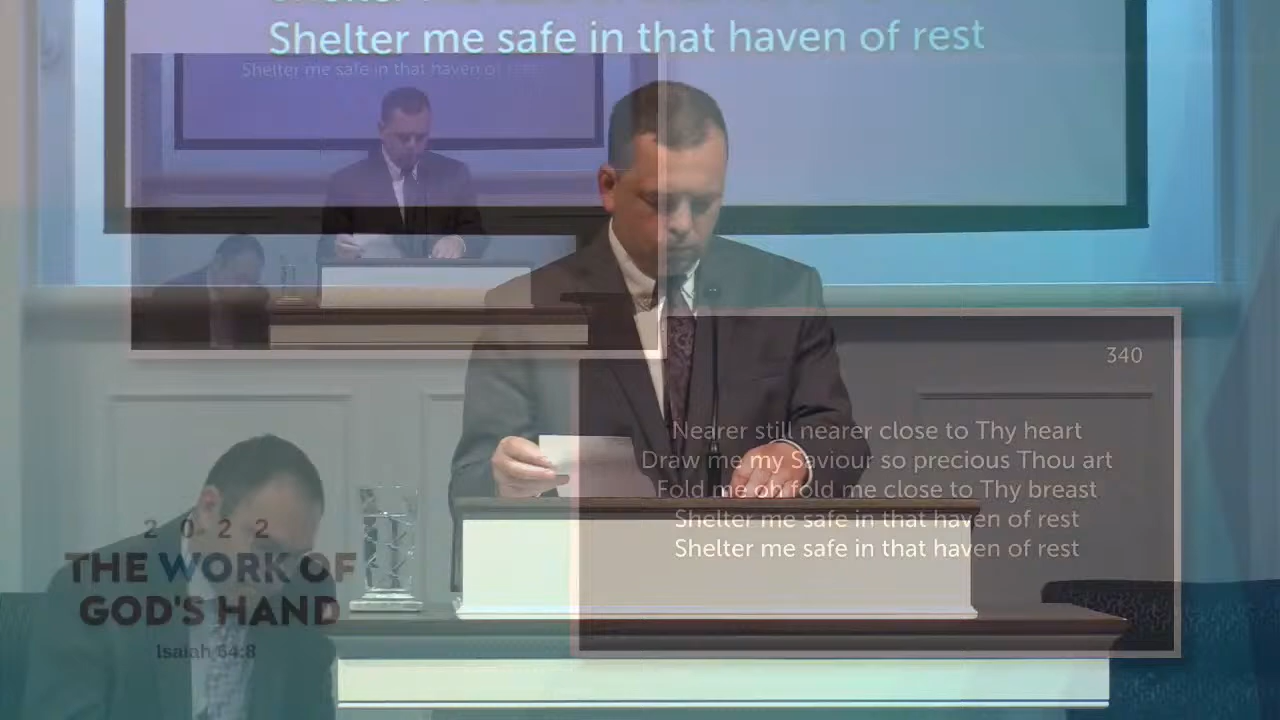 Shelter me safe in that haven of rest
Shelter me safe in that haven of rest
340
Nearer still nearer close to Thy heart
Draw me my Saviour so precious Thou art
Fold me oh fold me close to Thy breast
Shelter me safe in that haven of rest
Shelter me safe in that haven of rest
2022
THE WORK OF
GOD'S HAND
Isaiah 64:8